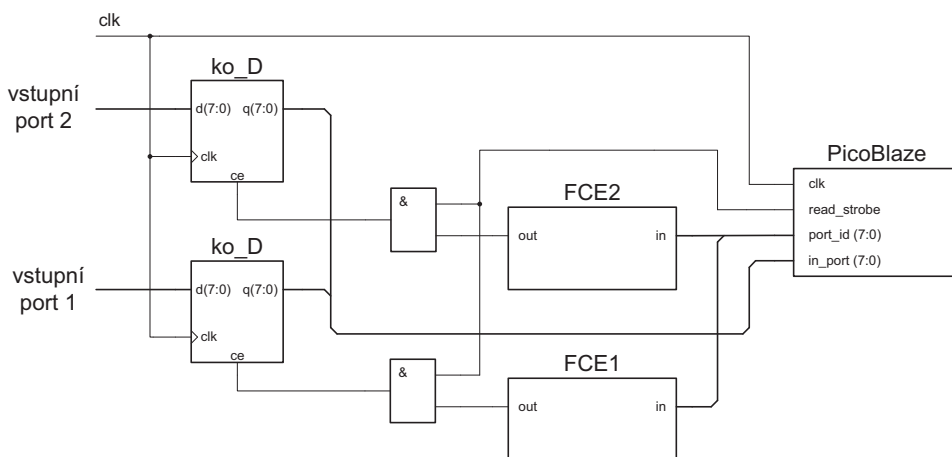 clk
vstupní
port 2
ko_D
d(7:0) q(7:0)
clk
ce
&
FCE2
out in
PicoBlaze
clk
read_strobe
port_id (7:0)
in_port (7:0)
vstupní
port 1
ko_D
d(7:0) q(7:0)
clk
ce
&
FCE1
out in